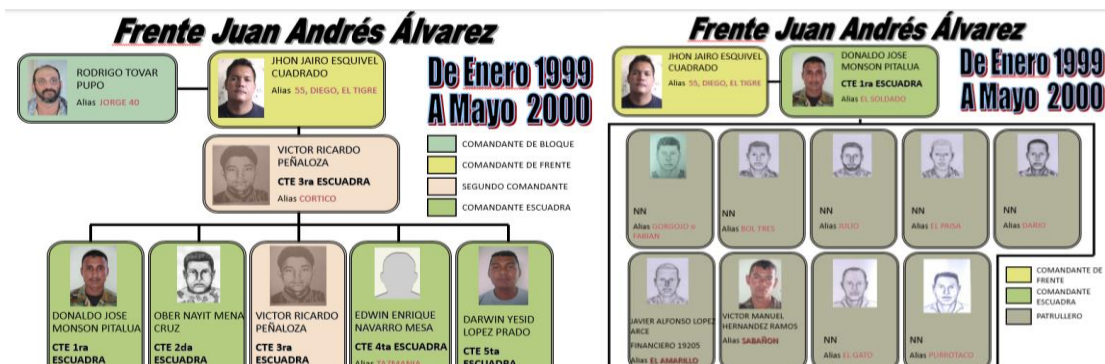 Frente Juan Andrés Álvarez
De Enero 1999
A Mayo 2000
RODRIGO TOVAR
PUPO
Alias JORGE 40
JHON JAIRO ESQUIVEL
CUADRADO
Alias 55, DIEGO, EL TIGRE
COMANDANTE DE BLOQUE
COMANDANTE DE FRENTE
SEGUNDO COMANDANTE
COMANDANTE ESCUADRA
VICTOR RICARDO
PEÑALOZA
CTE 3ra ESCUADRA
Alias CORTICO
DONALDO JOSE
MONSON PITALUA
CTE 1ra
ESCUADRA
OBER NAYIT MENA
CRUZ
CTE 2da
ESCUADRA
VICTOR RICARDO
PEÑALOZA
CTE 3ra
ESCUADRA
EDWIN ENRIQUE
NAVARRO MESA
CTE 4ta ESCUADRA
Alias TAZMANIA
DARWIN YESID
LOPEZ PRADO
CTE 5ta
ESCUADRA
Frente Juan Andrés Álvarez
De Enero 1999
A Mayo 2000
JHON JAIRO ESQUIVEL
CUADRADO
Alias 55, DIEGO, EL TIGRE
DONALDO JOSE
MONSON PITALUA
CTE 1ra ESCUADRA
Alias EL SOLDADO
NN
Alias GORGOJO o
FABIAN
NN
Alias BOL TRES
NN
Alias JULIO
NN
Alias EL PAISA
NN
Alias DARIO
JAVIER ALFONSO LOPEZ
ARCE
FINANCIERO 19205
Alias EL AMARILLO
VICTOR MANUEL
HERNANDEZ RAMOS
Alias SABAÑON
NN
Alias EL GATO
NN
Alias PURROTACO
COMANDANTE DE
FRENTE
COMANDANTE
ESCUADRA
PATRULLERO